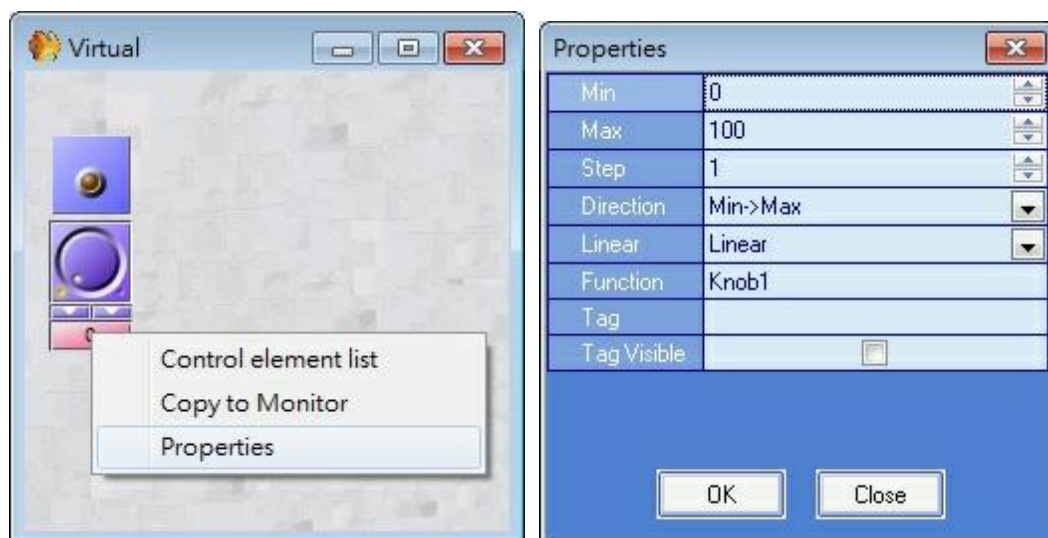 Virtual
0
Control element list
Copy to Monitor
Properties
Properties
Min 0
Max 100
Step 1
Direction Min->Max
Linear Linear
Function Knob1
Tag
Tag Visible
OK Close